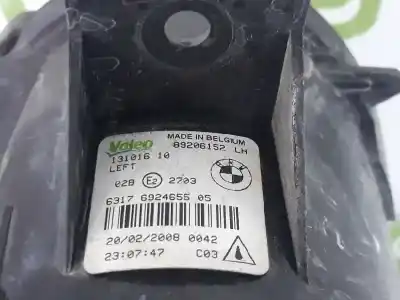 Valeo
MADE IN BELGIUM
89206152 LH
131016 10
LEFT
BMW
02B E2 2703
6317 6924655 05
20/02/2008 0042
23:07:47 C03